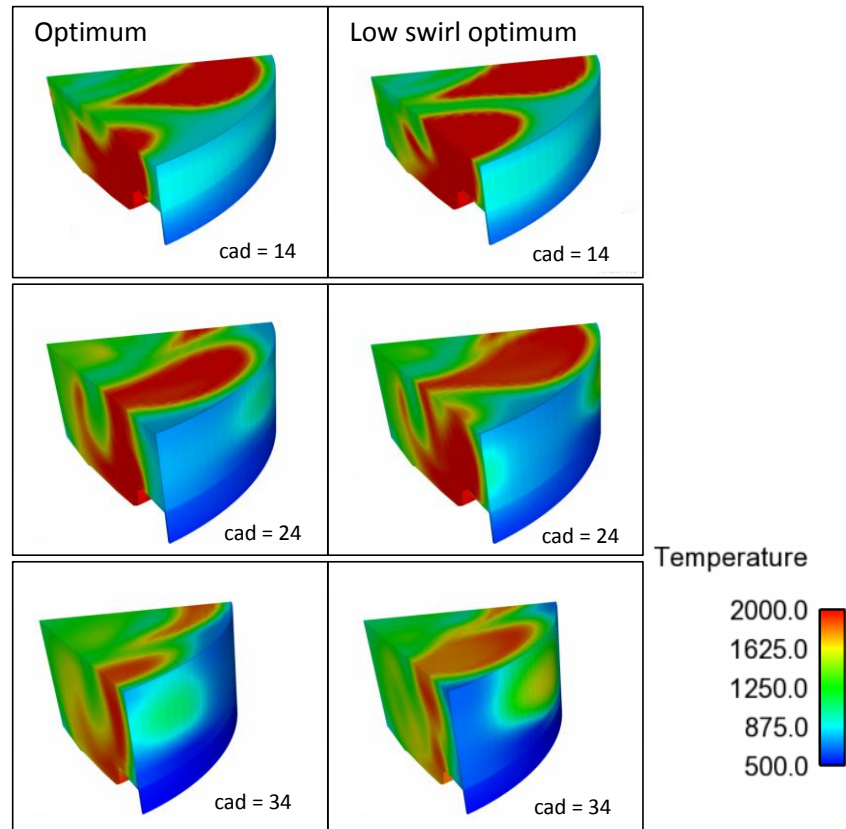 Optimum
Low swirl optimum
cad = 14
cad = 14
cad = 24
cad = 24
Temperature
2000.0
1625.0
1250.0
875.0
500.0
cad = 34
cad = 34